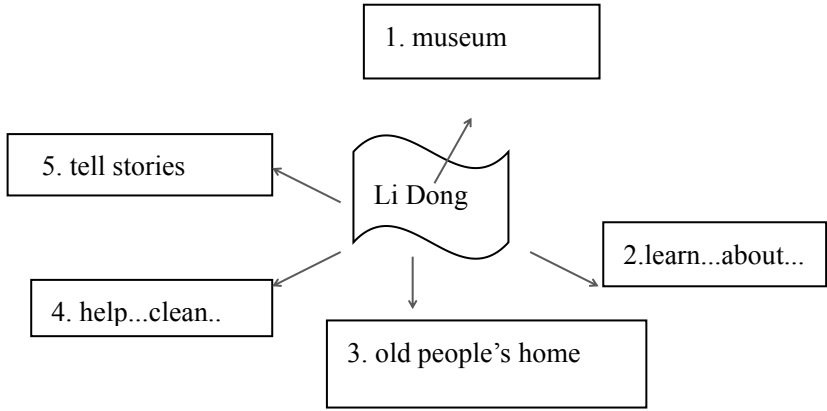 1. museum
5. tell stories
Li Dong
2.learn...about...
4. help...clean..
3. old people’s home